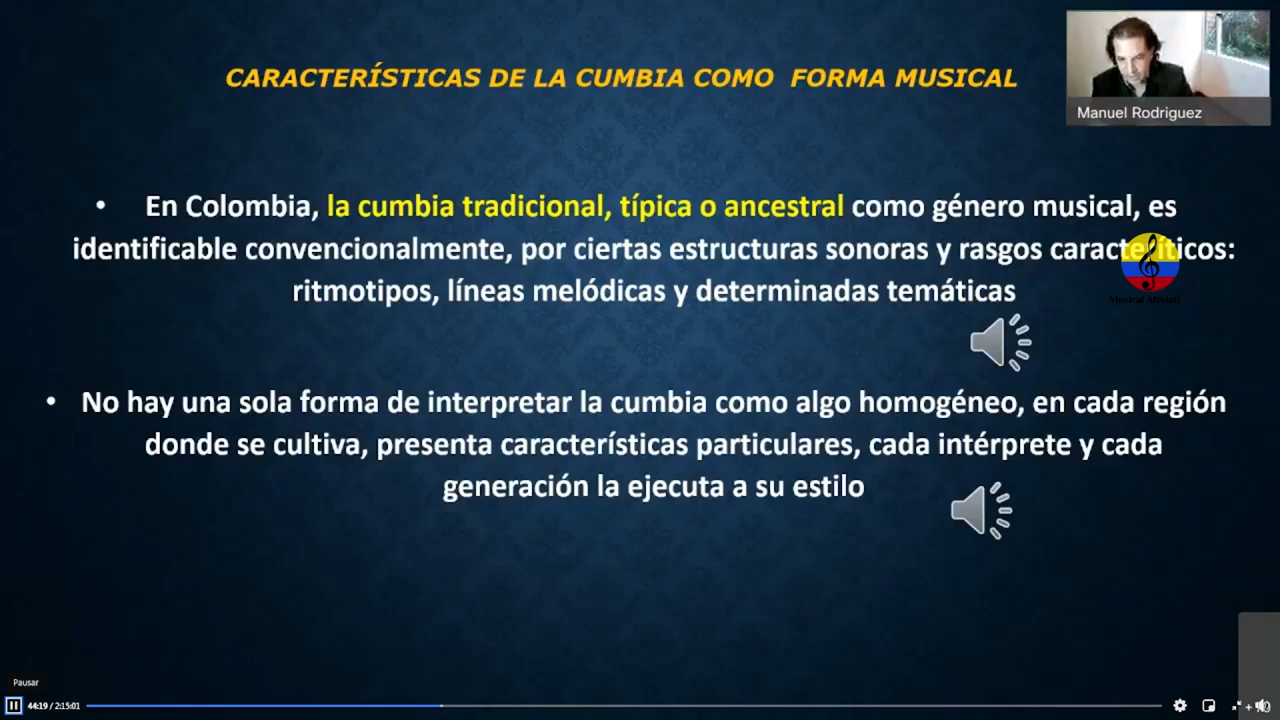 CARACTERÍSTICAS DE LA CUMBIA COMO FORMA MUSICAL
Manuel Rodriguez
• En Colombia, la cumbia tradicional, típica o ancestral como género musical, es
identificable convencionalmente, por ciertas estructuras sonoras y rasgos caracteríticos:
ritmotipos, líneas melódicas y determinadas temáticas
Musical Afrolati
• No hay una sola forma de interpretar la cumbia como algo homogéneo, en cada región
donde se cultiva, presenta características particulares, cada intérprete y cada
generación la ejecuta a su estilo
Pausar
44:19 / 2:15:01